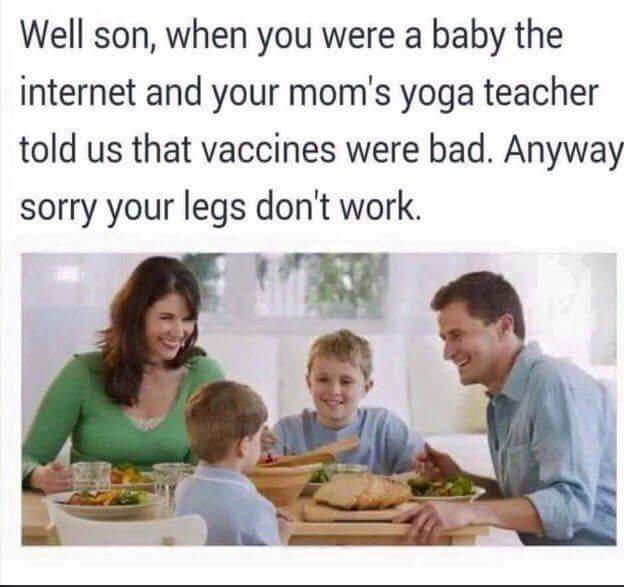 Well son, when you were a baby the
internet and your mom's yoga teacher
told us that vaccines were bad. Anyway
sorry your legs don't work.